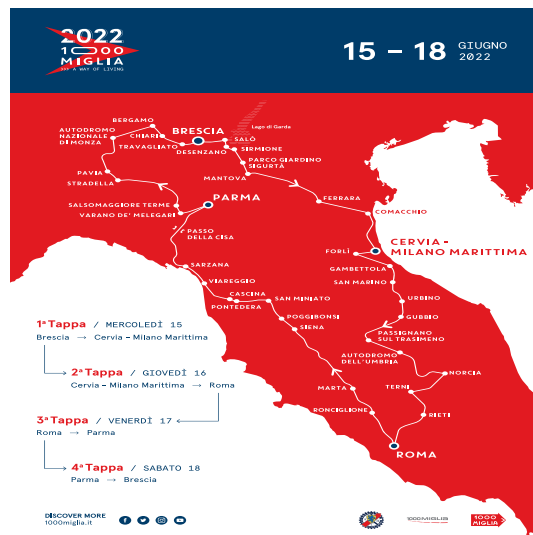 2022
1000
MIGLIA
A WAY OF LIVING
15 – 18
GIUGNO
2022
BERGAMO
AUTODROMO
NAZIONALE
DI MONZA
CHIARI
TRAVAGLIATO
BRESCIA
DESENZANO
Lago di Garda
SALÒ
SIRMIONE
PARCO GIARDINO
SIGURTÀ
MANTOVA
PAVIA
STRADELLA
PARMA
SALSOMAGGIORE TERME
VARANO DE' MELEGARI
FERRARA
COMACCHIO
PASSO
DELLA CISA
CERVIA –
MILANO MARITTIMA
FORLÌ
GAMBETTOLA
SAN MARINO
SARZANA
VIAREGGIO
CASCINA
PONTEDERA
SAN MINIATO
POGGIBONSI
SIENA
URBINO
GUBBIO
PASSIGNANO
SUL TRASIMENO
AUTODROMO
DELL'UMBRIA
NORCIA
TERNI
MARTA
RONCIGLIONE
RIETI
ROMA
1ª Tappa / MERCOLEDÌ 15
Brescia → Cervia – Milano Marittima
2ª Tappa / GIOVEDÌ 16
Cervia – Milano Marittima → Roma
3ª Tappa / VENERDÌ 17
Roma → Parma
4ª Tappa / SABATO 18
Parma → Brescia
DISCOVER MORE
1000miglia.it
1000MIGLIA
1000
MIGLIA